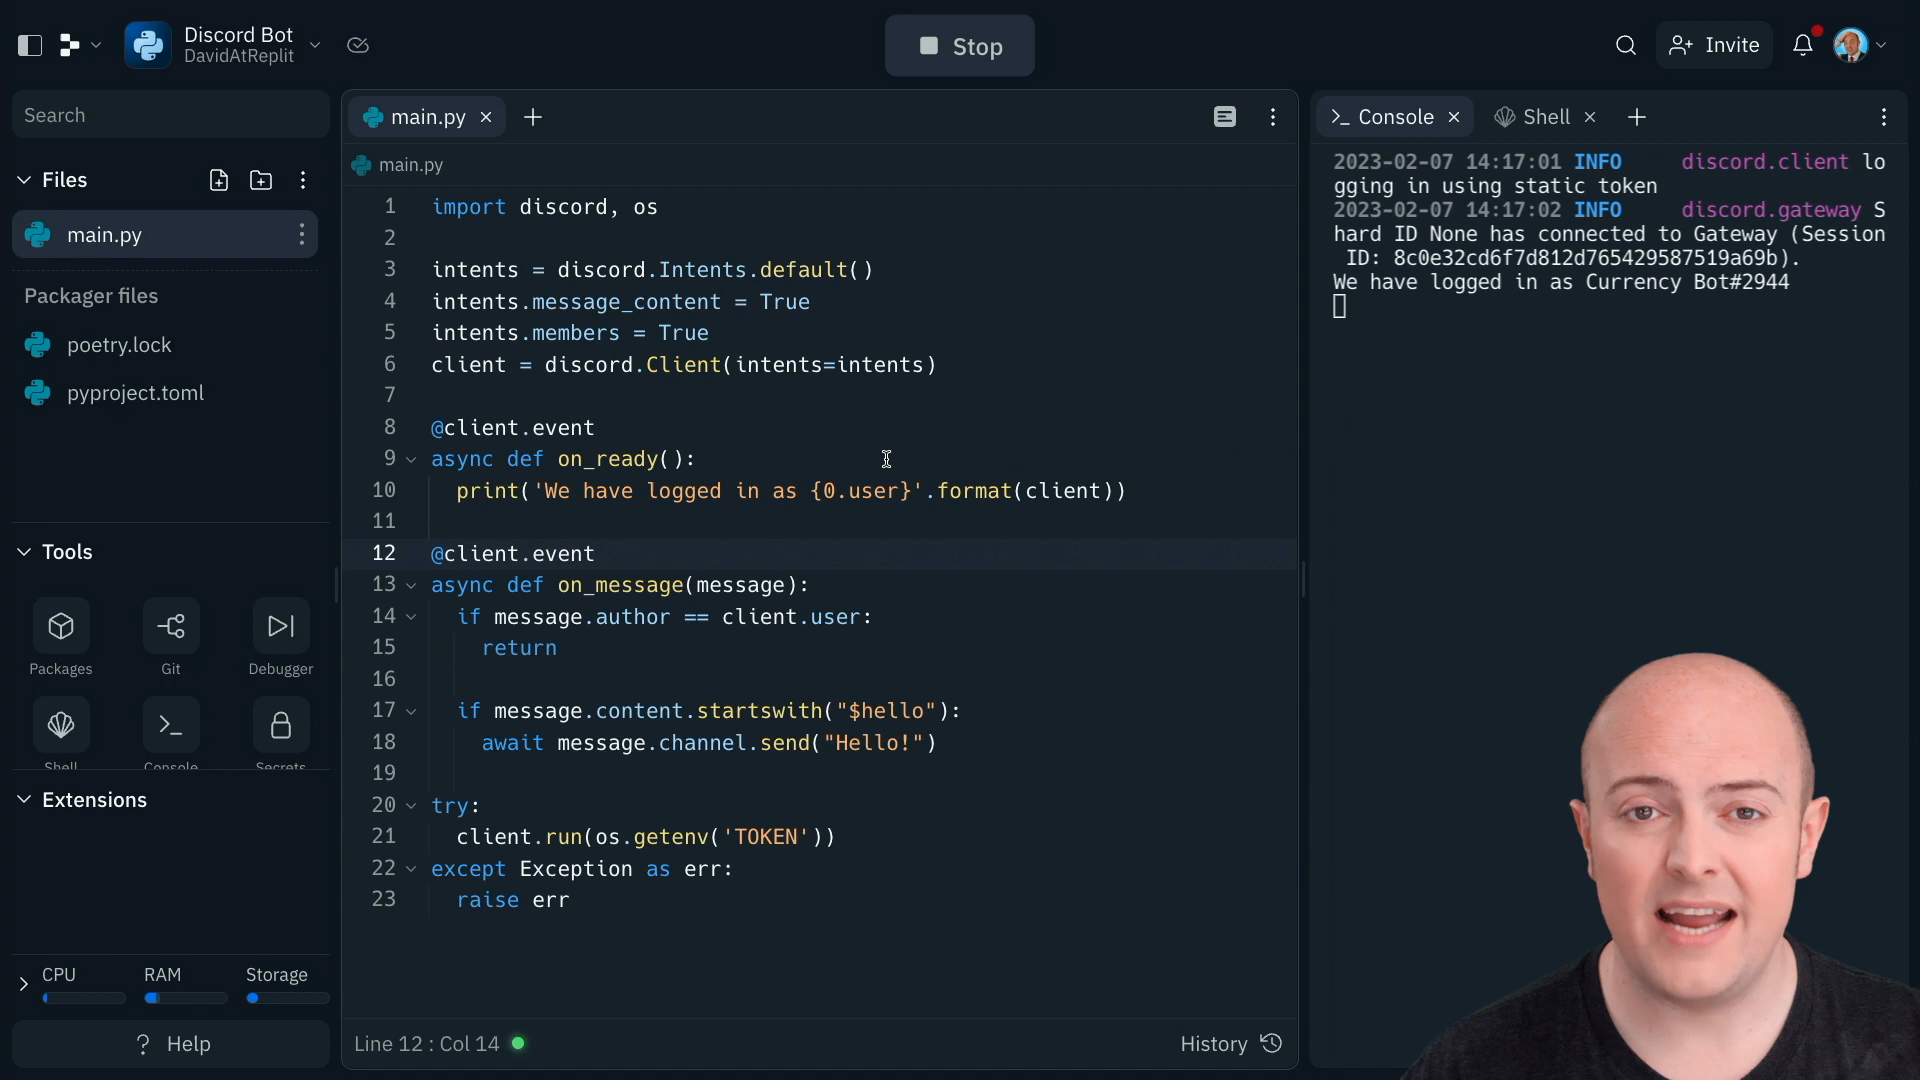 Discord Bot
DavidAtReplit
Stop
Invite
Search
Files
main.py
Packager files
poetry.lock
pyproject.toml
Tools
Packages
Git
Debugger
Shell
Console
Secrets
Extensions
CPU
RAM
Storage
? Help
main.py
main.py
1 import discord, os
2
3 intents = discord.Intents.default()
4 intents.message_content = True
5 intents.members = True
6 client = discord.Client(intents=intents)
7
8 @client.event
9 async def on_ready():
10 print('We have logged in as {0.user}'.format(client))
11
12 @client.event
13 async def on_message(message):
14 if message.author == client.user:
15 return
16
17 if message.content.startswith("$hello"):
18 await message.channel.send("Hello!")
19
20 try:
21 client.run(os.getenv('TOKEN'))
22 except Exception as err:
23 raise err
Line 12 : Col 14
History
Console
Shell
2023-02-07 14:17:01 INFO discord.client lo
gging in using static token
2023-02-07 14:17:02 INFO discord.gateway S
hard ID None has connected to Gateway (Session
ID: 8c0e32cd6f7d812d765429587519a69b).
We have logged in as Currency Bot#2944